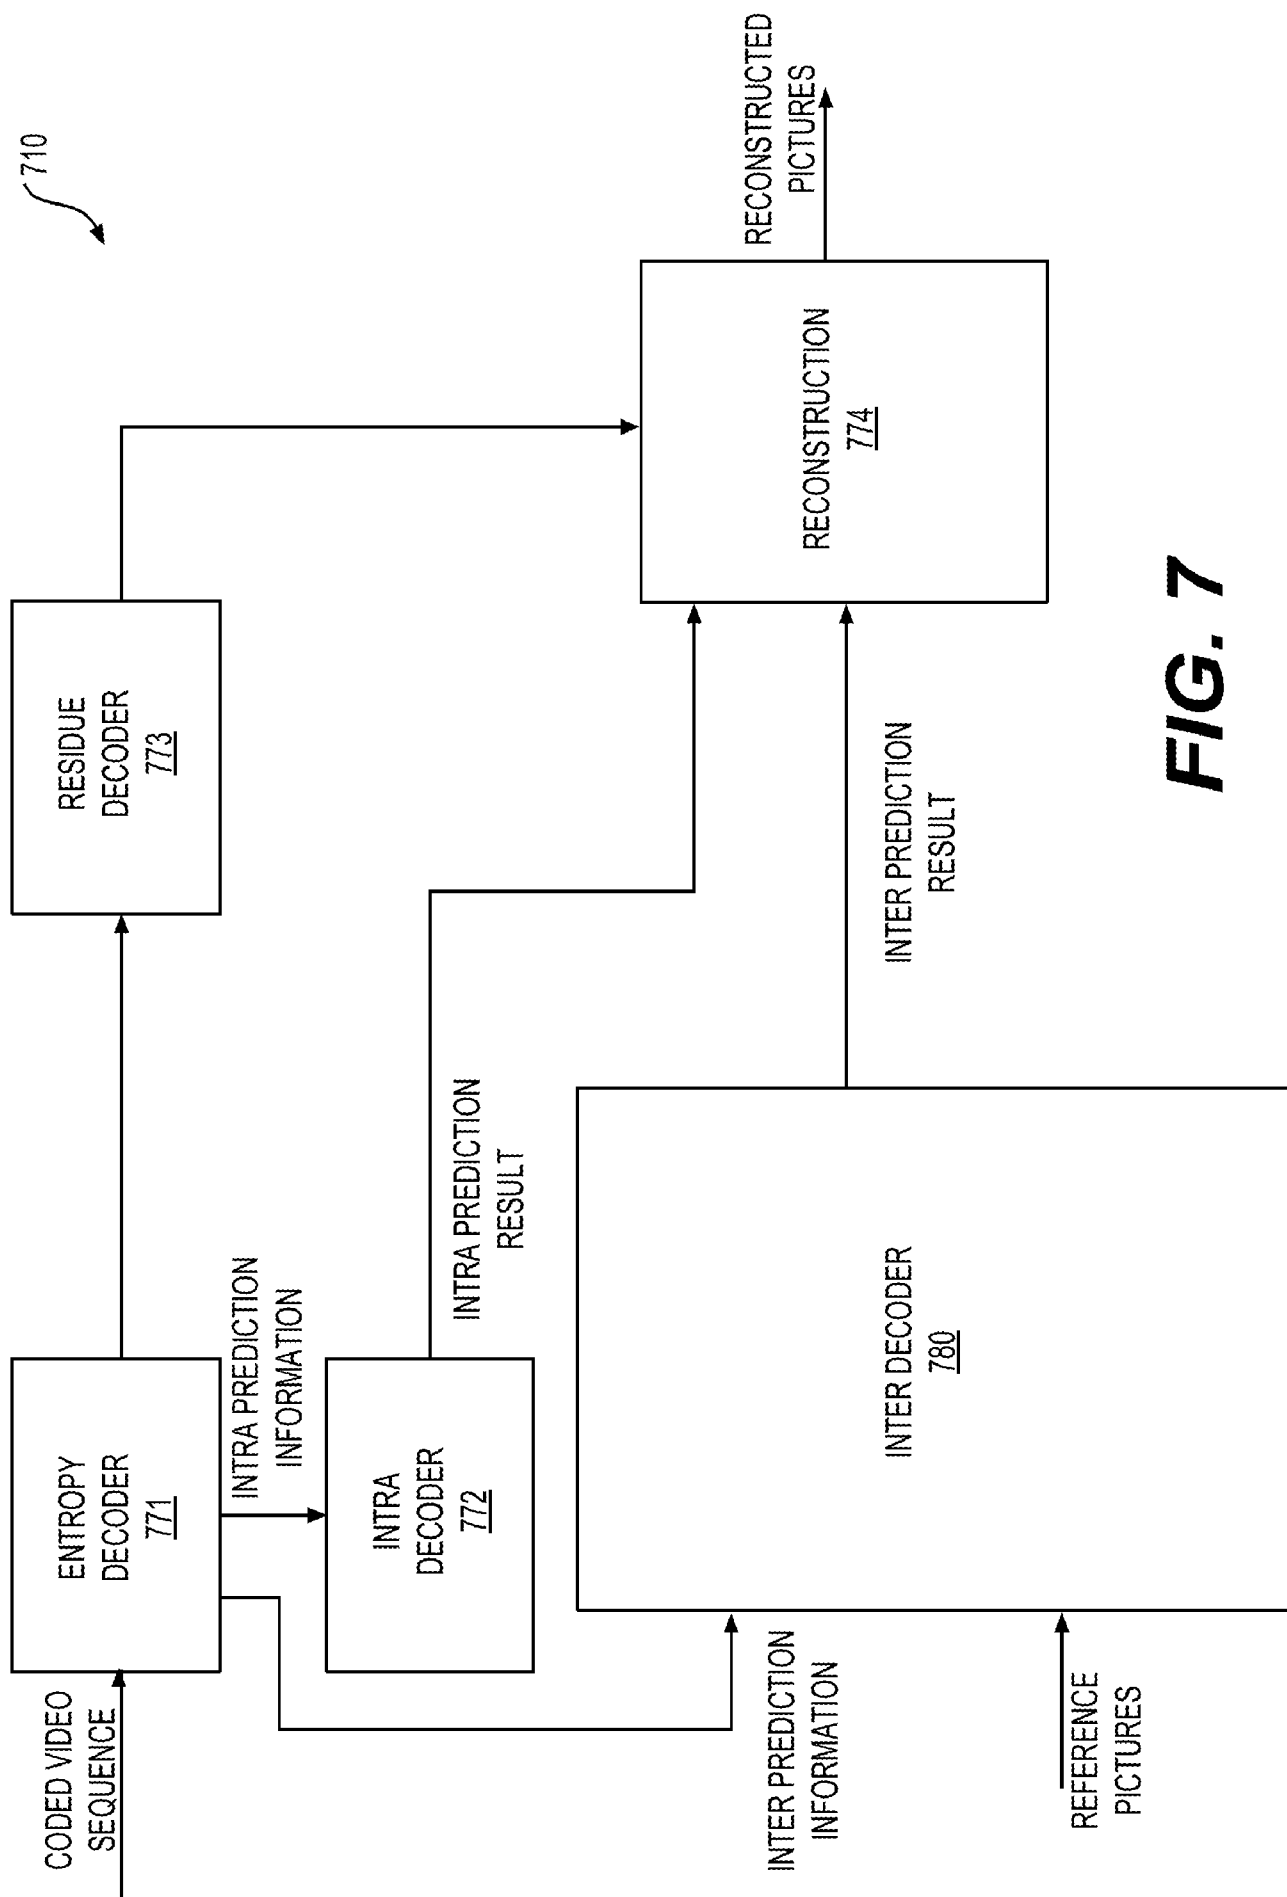 710
CODED VIDEO
SEQUENCE
ENTROPY
DECODER
771
RESIDUE
DECODER
773
INTRA PREDICTION
INFORMATION
INTRA
DECODER
772
INTRA PREDICTION
RESULT
RECONSTRUCTED
PICTURES
RECONSTRUCTION
774
INTER PREDICTION
INFORMATION
INTER DECODER
780
INTER PREDICTION
RESULT
REFERENCE
PICTURES
FIG. 7